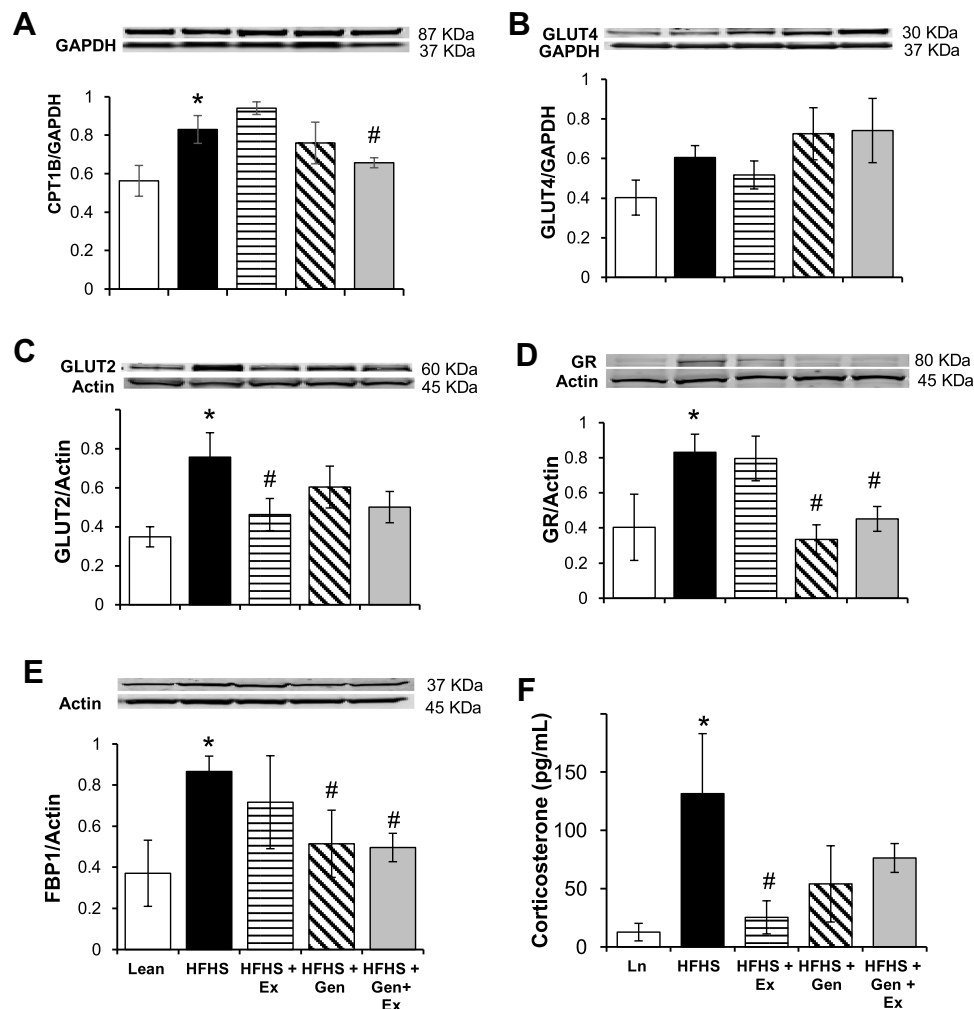 A
GAPDH
87 KDa
37 KDa
CPT1B/GAPDH
1
0.8
0.6
0.4
0.2
0
*
#
B
GLUT4
GAPDH
30 KDa
37 KDa
GLUT4/GAPDH
1
0.8
0.6
0.4
0.2
0
C
GLUT2
Actin
60 KDa
45 KDa
GLUT2/Actin
0.8
0.6
0.4
0.2
0
*
#
D
GR
Actin
80 KDa
45 KDa
GR/Actin
1
0.8
0.6
0.4
0.2
0
*
#
#
E
Actin
37 KDa
45 KDa
FBP1/Actin
1
0.8
0.6
0.4
0.2
0
*
#
#
Lean
HFHS
HFHS +
Ex
HFHS +
Gen
HFHS +
Gen+
Ex
F
Corticosterone (pg/mL)
150
100
50
0
*
#
Ln
HFHS
HFHS +
Ex
HFHS +
Gen
HFHS +
Gen +
Ex